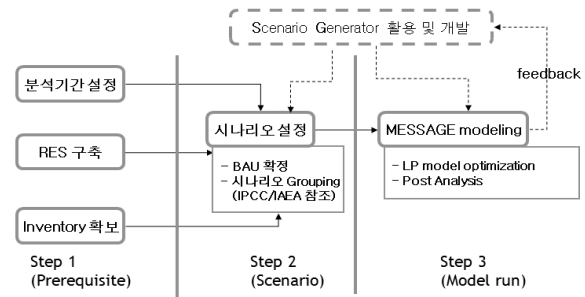 Scenario Generator 활용 및 개발
feedback
분석기간 설정
시나리오 설정
MESSAGE modeling
RES 구축
- BAU 확정
- 시나리오 Grouping
(IPCC/IAEA 참조)
- LP model optimization
- Post Analysis
Inventory 확보
Step 1
(Prerequisite)
Step 2
(Scenario)
Step 3
(Model run)